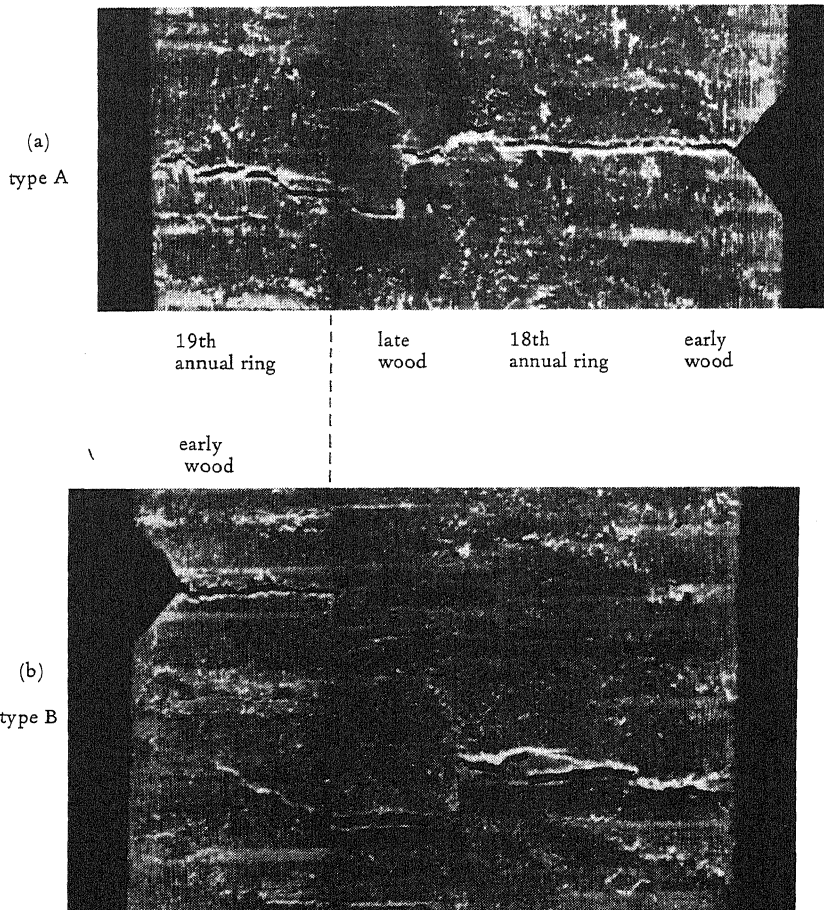 (a)
type A
19th
annual ring
late
wood
18th
annual ring
early
wood
early
wood
(b)
type B